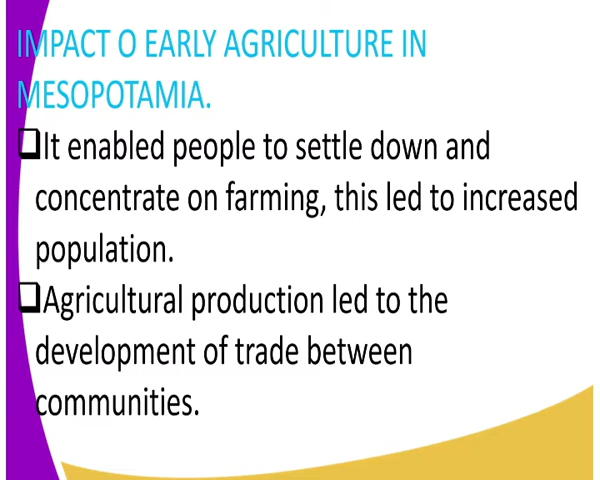 IMPACT O EARLY AGRICULTURE IN
MESOPOTAMIA.
❑It enabled people to settle down and
concentrate on farming, this led to increased
population.
❑Agricultural production led to the
development of trade between
communities.